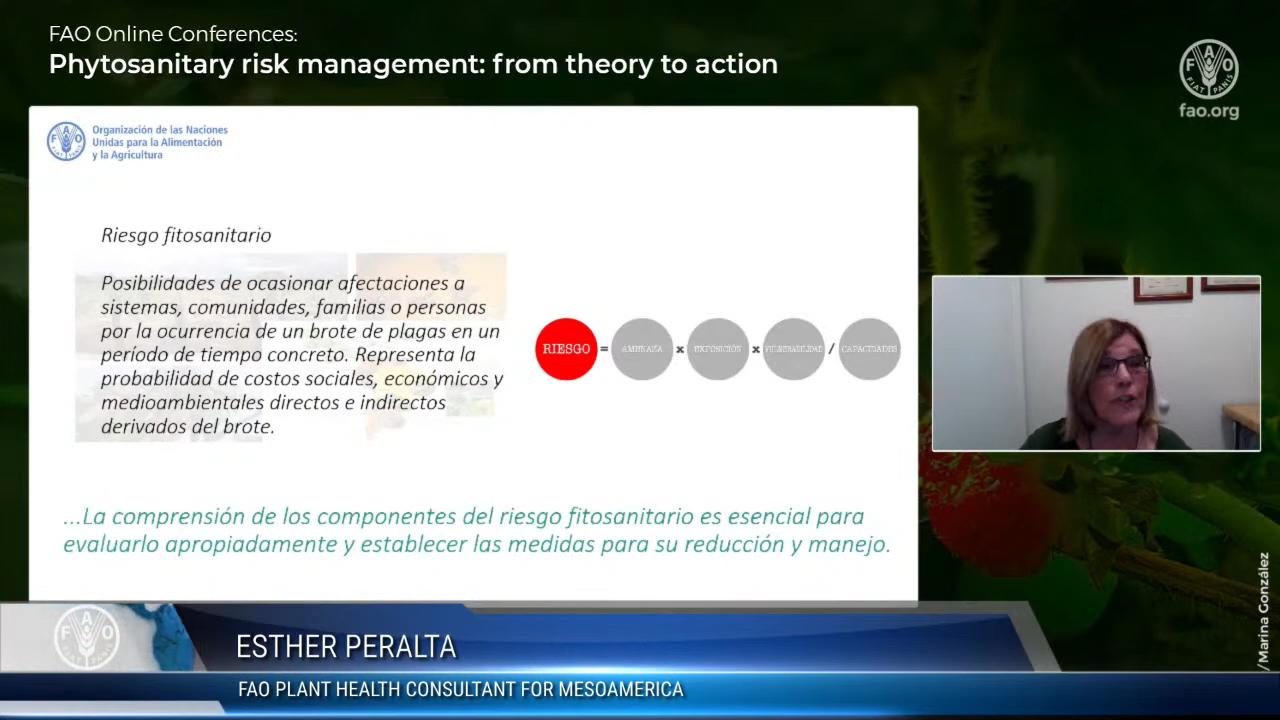 FAO Online Conferences:
Phytosanitary risk management: from theory to action
F A O
FIAT PANIS
fao.org
Organización de las Naciones
Unidas para la Alimentación
y la Agricultura
Riesgo fitosanitario
Posibilidades de ocasionar afectaciones a
sistemas, comunidades, familias o personas
por la ocurrencia de un brote de plagas en un
período de tiempo concreto. Representa la
probabilidad de costos sociales, económicos y
medioambientales directos e indirectos
derivados del brote.
RIESGO = AMENAZA x EXPOSICIÓN x VULNERABILIDAD / CAPACIDADES
...La comprensión de los componentes del riesgo fitosanitario es esencial para
evaluarlo apropiadamente y establecer las medidas para su reducción y manejo.
/Marina González
F A O
ESTHER PERALTA
FAO PLANT HEALTH CONSULTANT FOR MESOAMERICA